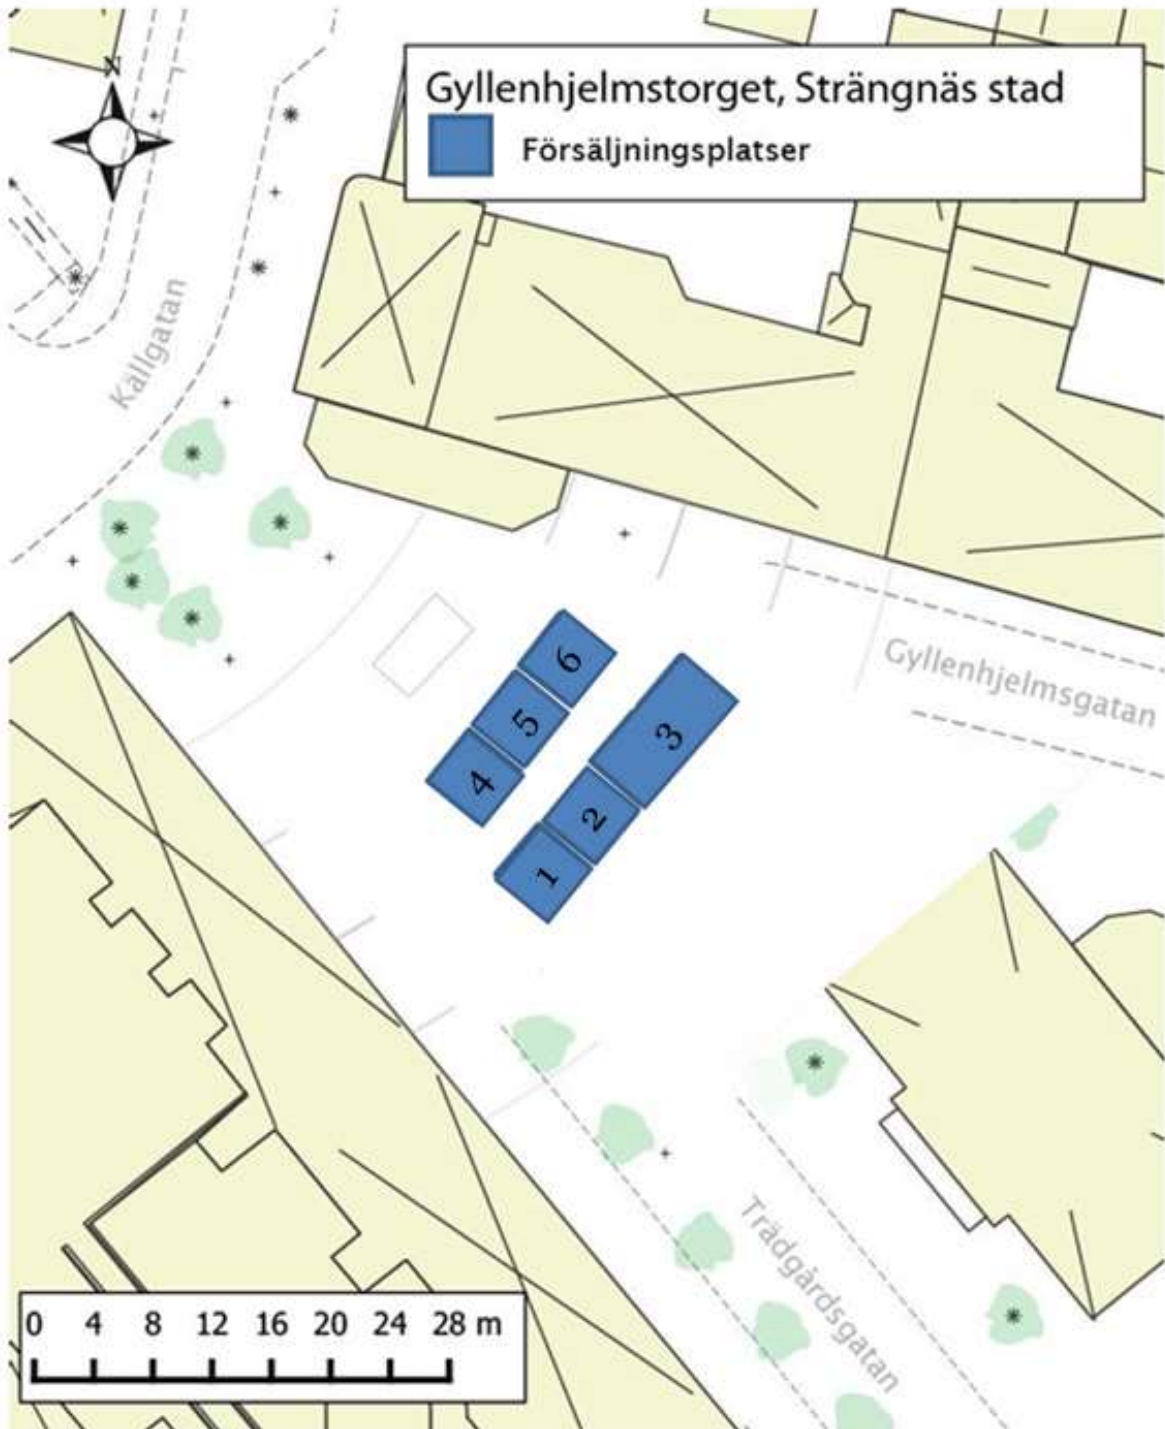 Gyllenhjelmstorget, Strängnäs stad
Försäljningsplatser
N
Källgatan
Gyllenhjelmsgatan
6
5
3
4
2
1
Trädgårdsgatan
0 4 8 12 16 20 24 28 m